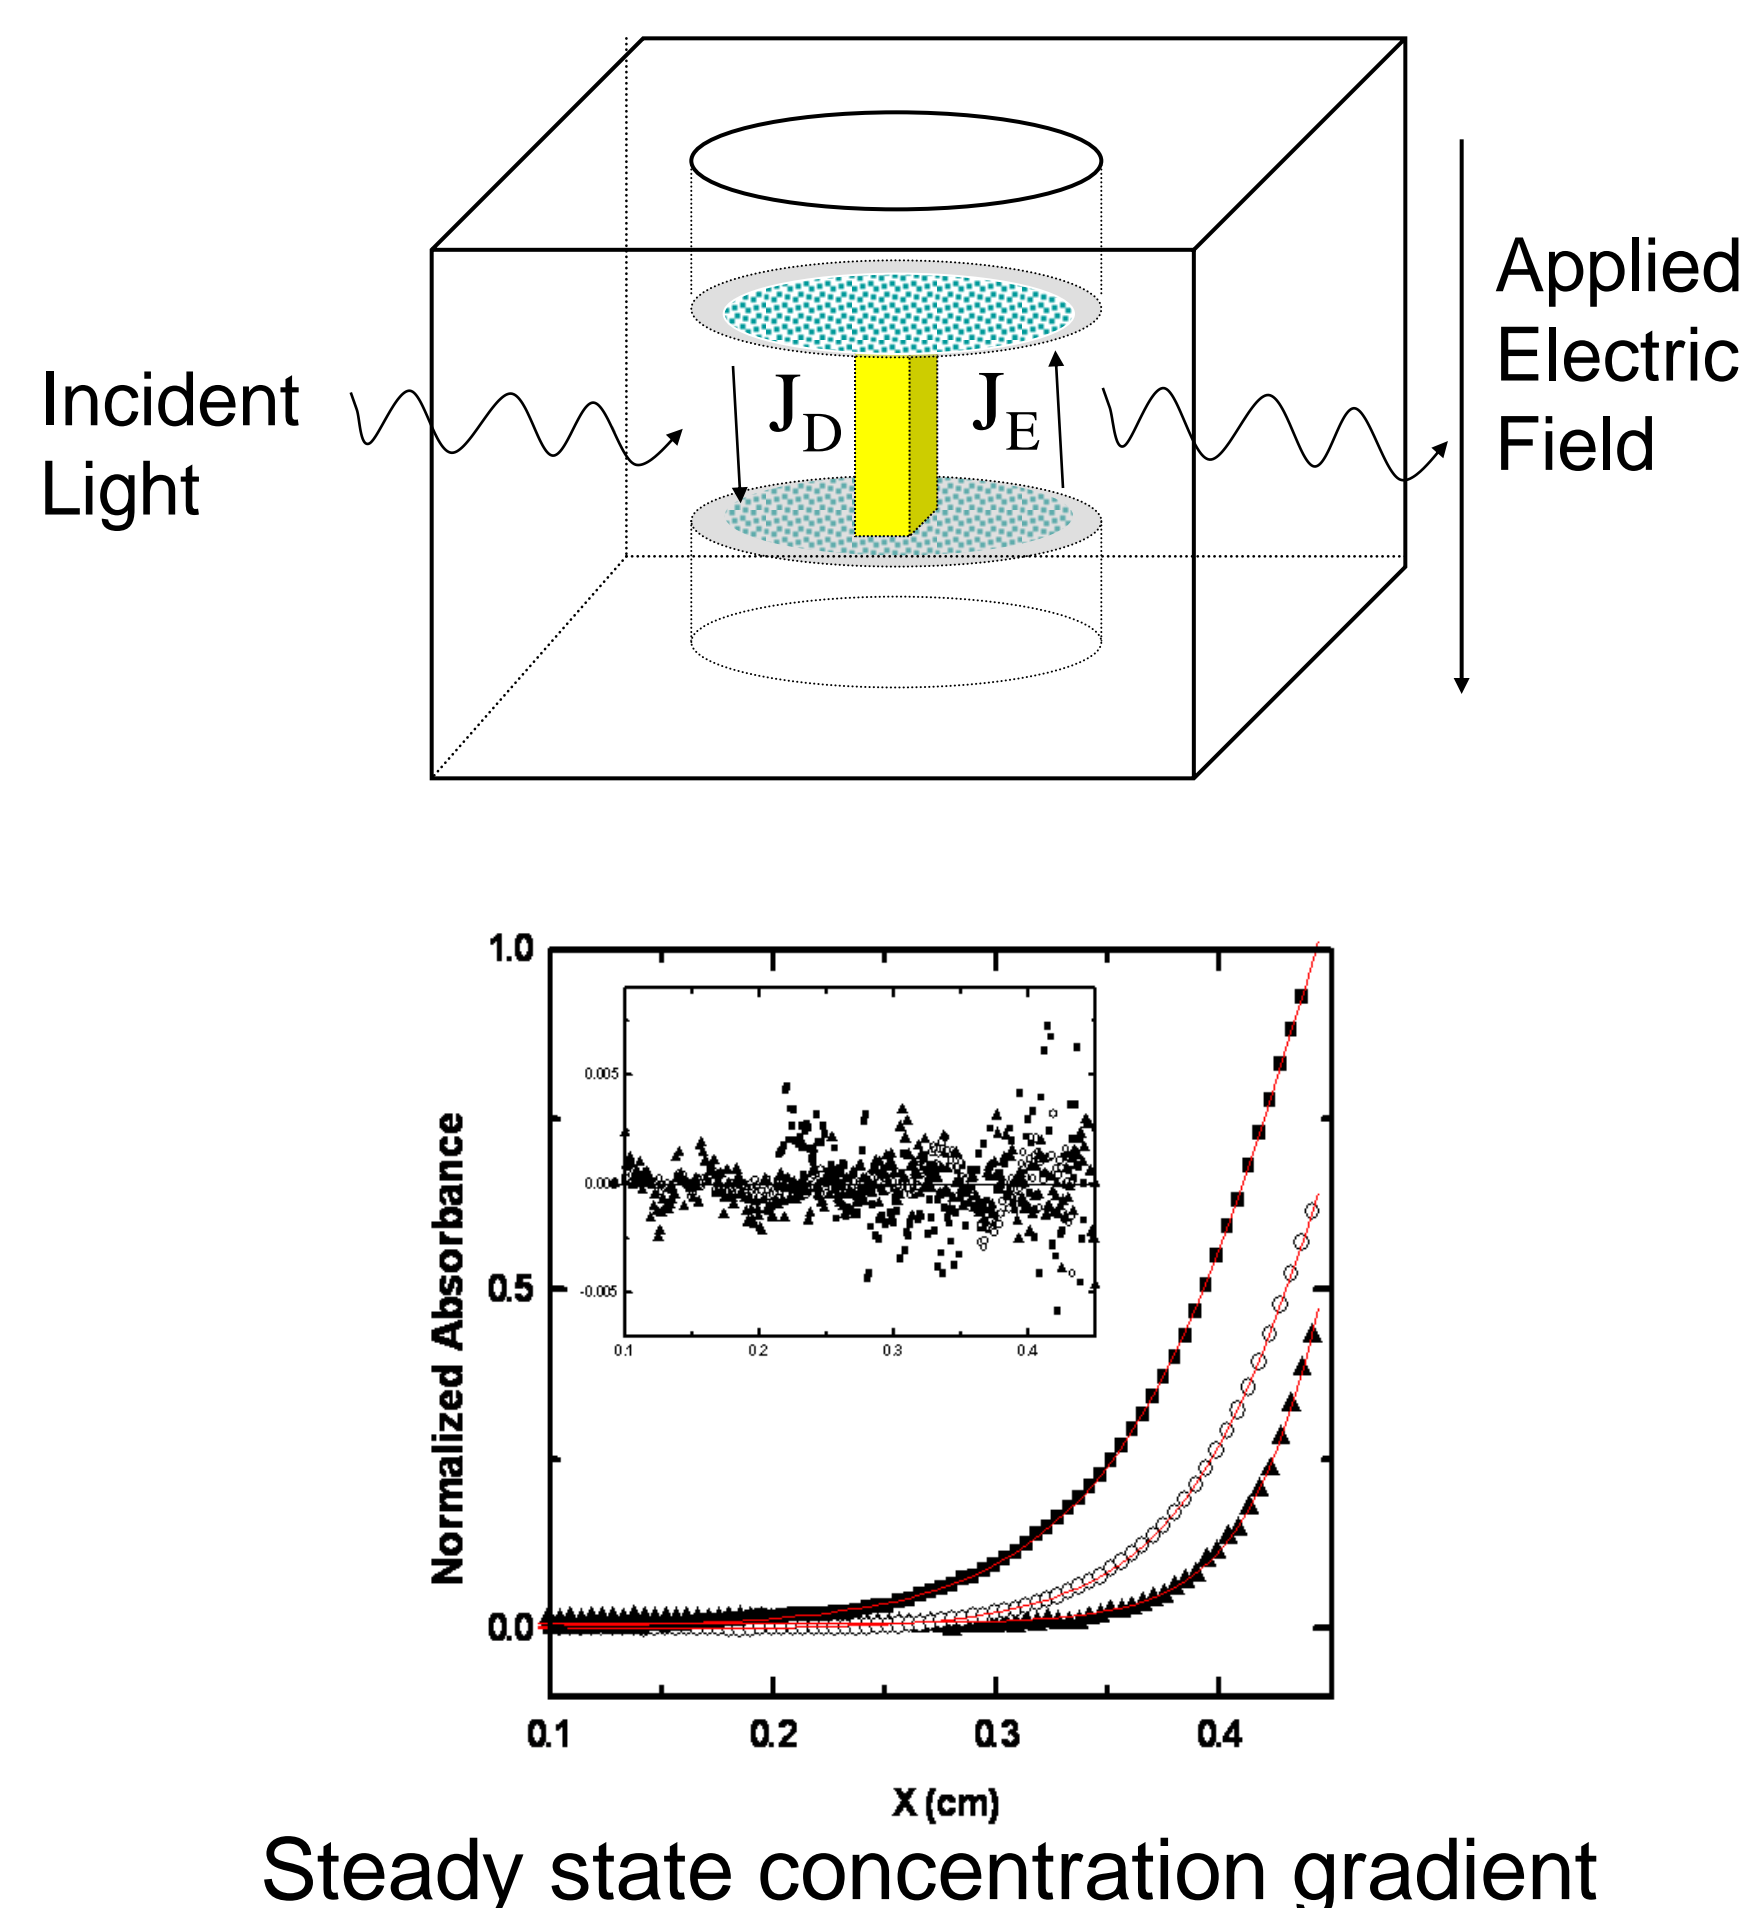 Incident
Light
J_D
J_E
Applied
Electric
Field
Normalized Absorbance
1.0
0.5
0.0
0.1
0.2
0.3
0.4
0.005
0.000
-0.005
0.1
0.2
0.3
0.4
X (cm)
Steady state concentration gradient